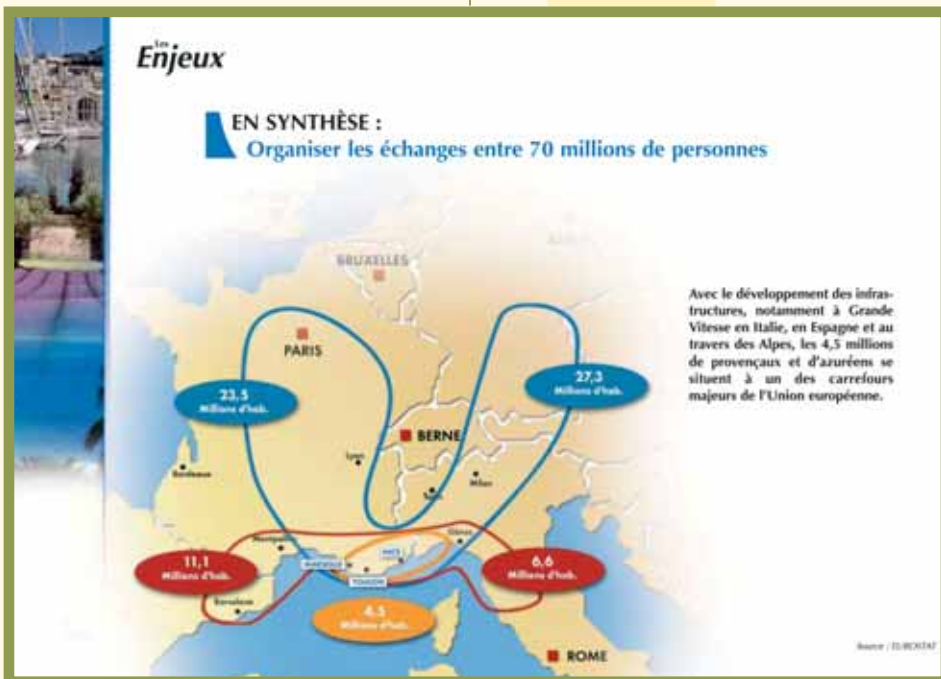 Les
Enjeux
EN SYNTHÈSE :
Organiser les échanges entre 70 millions de personnes
BRUXELLES
PARIS
23,5
Millions d'hab.
27,3
Millions d'hab.
BERNE
Lyon
Bordeaux
Milan
Gênes
Montpellier
NICE
MARSEILLE
TOULON
11,1
Millions d'hab.
6,6
Millions d'hab.
Barcelone
4,5
Millions d'hab.
ROME
Avec le développement des infras-
tructures, notamment à Grande
Vitesse en Italie, en Espagne et au
travers des Alpes, les 4,5 millions
de provençaux et d'azuréens se
situent à un des carrefours
majeurs de l'Union européenne.
Source : EUROSTAT